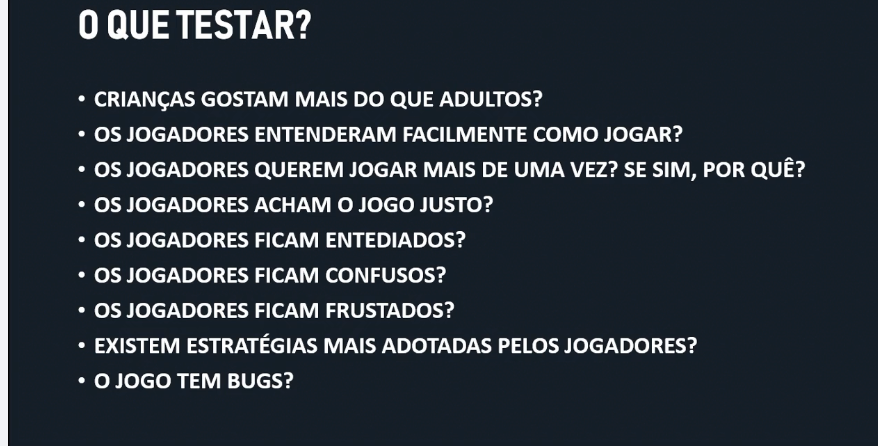 O QUE TESTAR?
• CRIANÇAS GOSTAM MAIS DO QUE ADULTOS?
• OS JOGADORES ENTENDERAM FACILMENTE COMO JOGAR?
• OS JOGADORES QUEREM JOGAR MAIS DE UMA VEZ? SE SIM, POR QUÊ?
• OS JOGADORES ACHAM O JOGO JUSTO?
• OS JOGADORES FICAM ENTEDIADOS?
• OS JOGADORES FICAM CONFUSOS?
• OS JOGADORES FICAM FRUSTADOS?
• EXISTEM ESTRATÉGIAS MAIS ADOTADAS PELOS JOGADORES?
• O JOGO TEM BUGS?